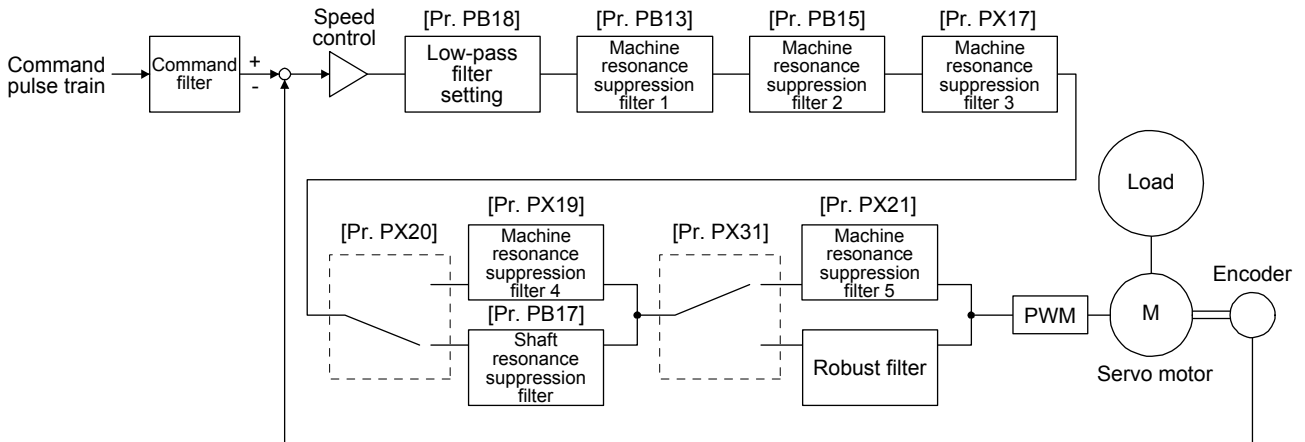 Command
pulse train
Command
filter
+
-
Speed
control
[Pr. PB18]
Low-pass
filter
setting
[Pr. PB13]
Machine
resonance
suppression
filter 1
[Pr. PB15]
Machine
resonance
suppression
filter 2
[Pr. PX17]
Machine
resonance
suppression
filter 3
[Pr. PX20]
[Pr. PX19]
Machine
resonance
suppression
filter 4
[Pr. PB17]
Shaft
resonance
suppression
filter
[Pr. PX31]
[Pr. PX21]
Machine
resonance
suppression
filter 5
Robust filter
PWM
Load
M
Servo motor
Encoder